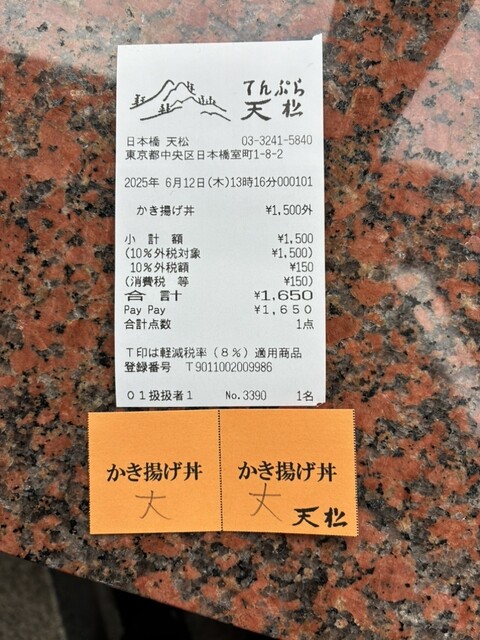 てんぷら
天松
日本橋 天松 03-3241-5840
東京都中央区日本橋室町1-8-2
2025年 6月12日(木)13時16分000101
かき揚げ丼 ¥1,500外
小 計 額 ¥1,500
(10%外税対象 ¥1,500)
10%外税額 ¥150
(消費税 等 ¥150)
合 計 ¥1,650
Pay Pay ¥1,650
合計点数 1点
T印は軽減税率(8%)適用商品
登録番号 T9011002009986
01扱扱者1 No.3390 1名
かき揚げ丼 かき揚げ丼
大 大
天松